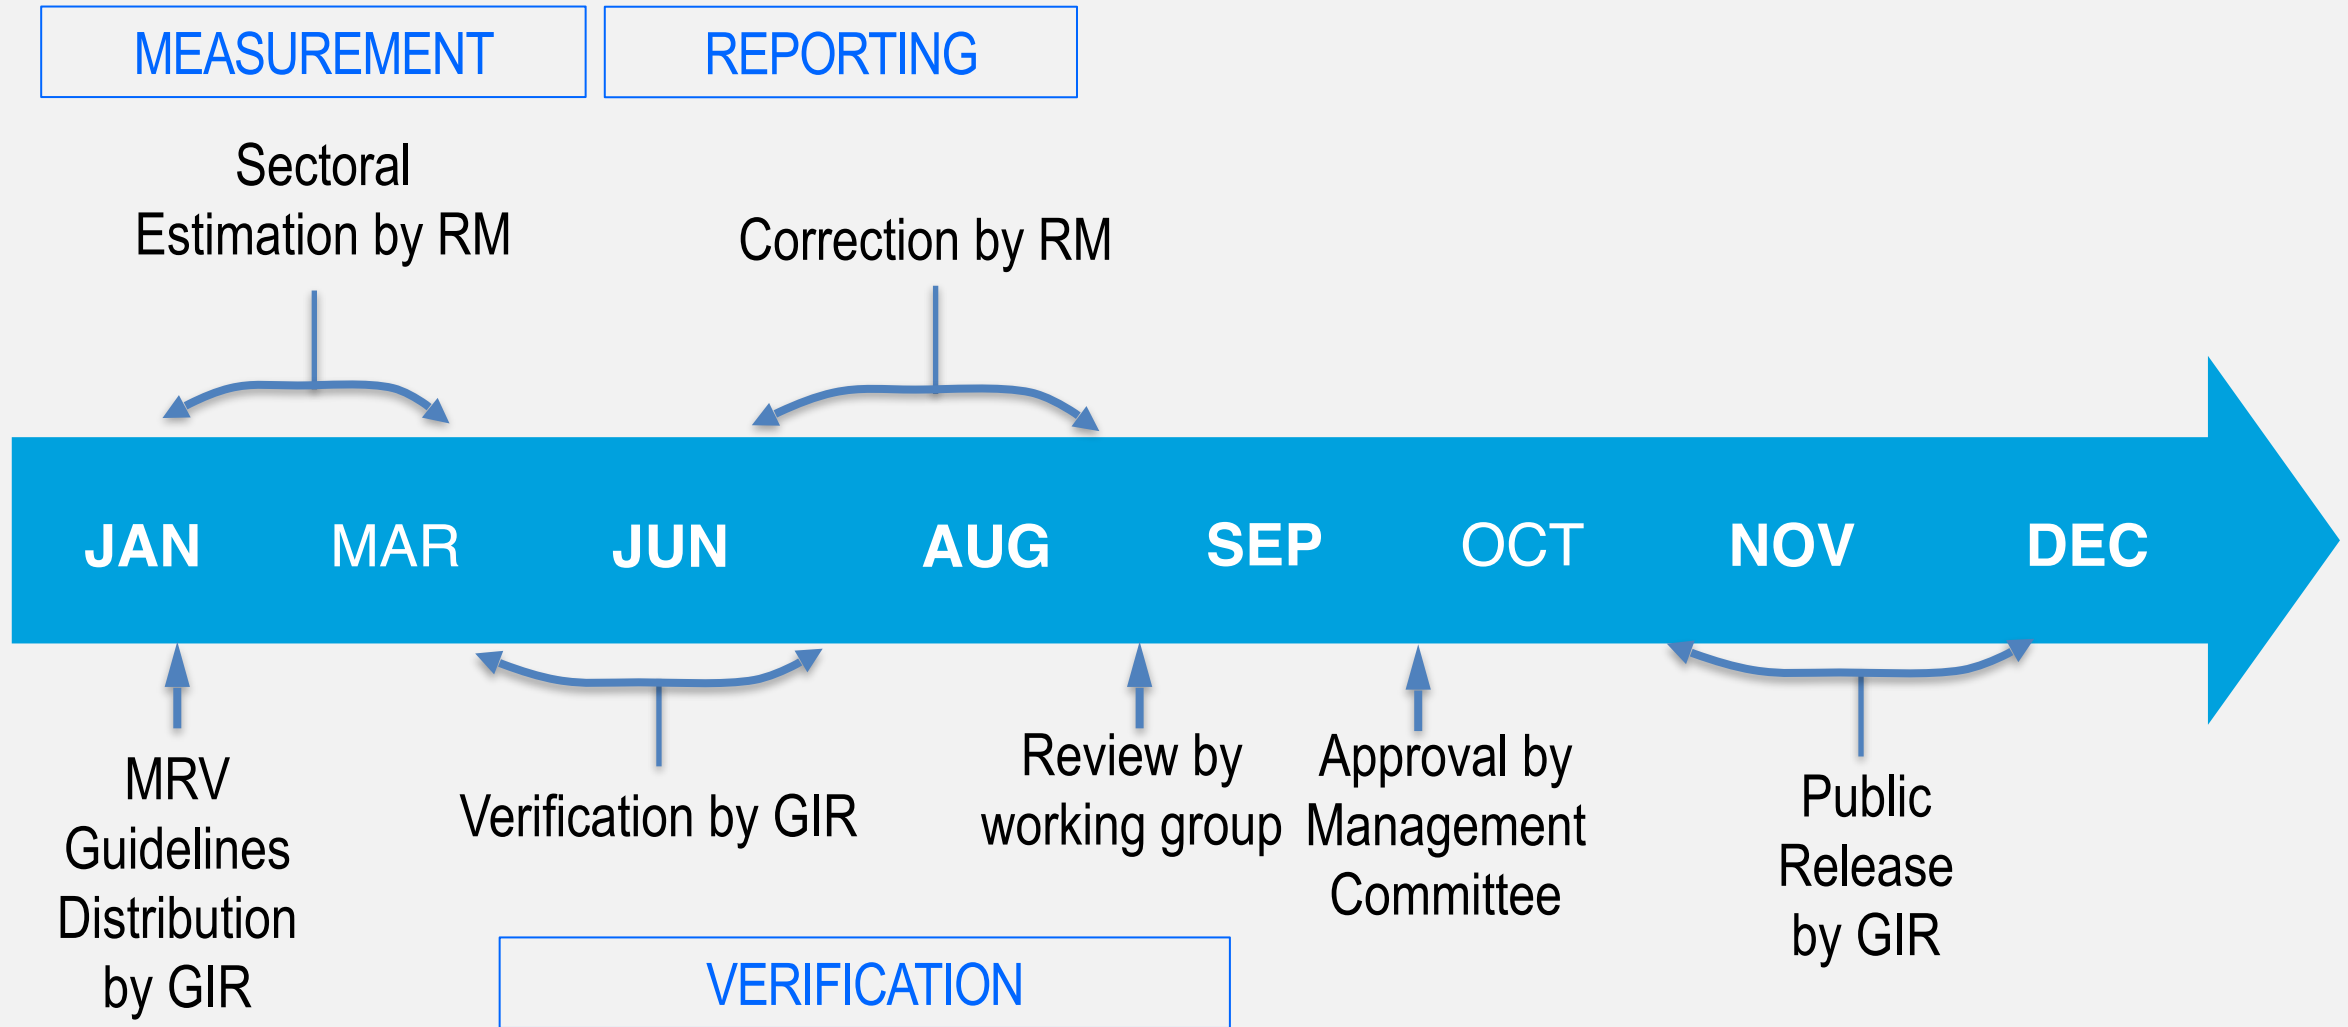 MEASUREMENT
REPORTING
Sectoral
Estimation by RM
Correction by RM
JAN MAR JUN AUG SEP OCT NOV DEC
MRV
Guidelines
Distribution
by GIR
Verification by GIR
Review by
working group
Approval by
Management
Committee
Public
Release
by GIR
VERIFICATION